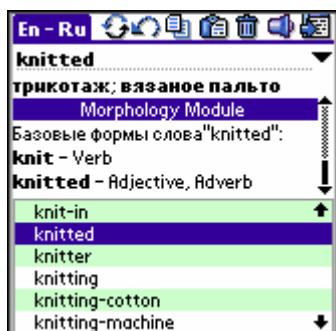 En - Ru
knitted
трикотаж; вязаное пальто
Morphology Module
Базовые формы слова"knitted":
knit - Verb
knitted - Adjective, Adverb
knit-in
knitted
knitter
knitting
knitting-cotton
knitting-machine